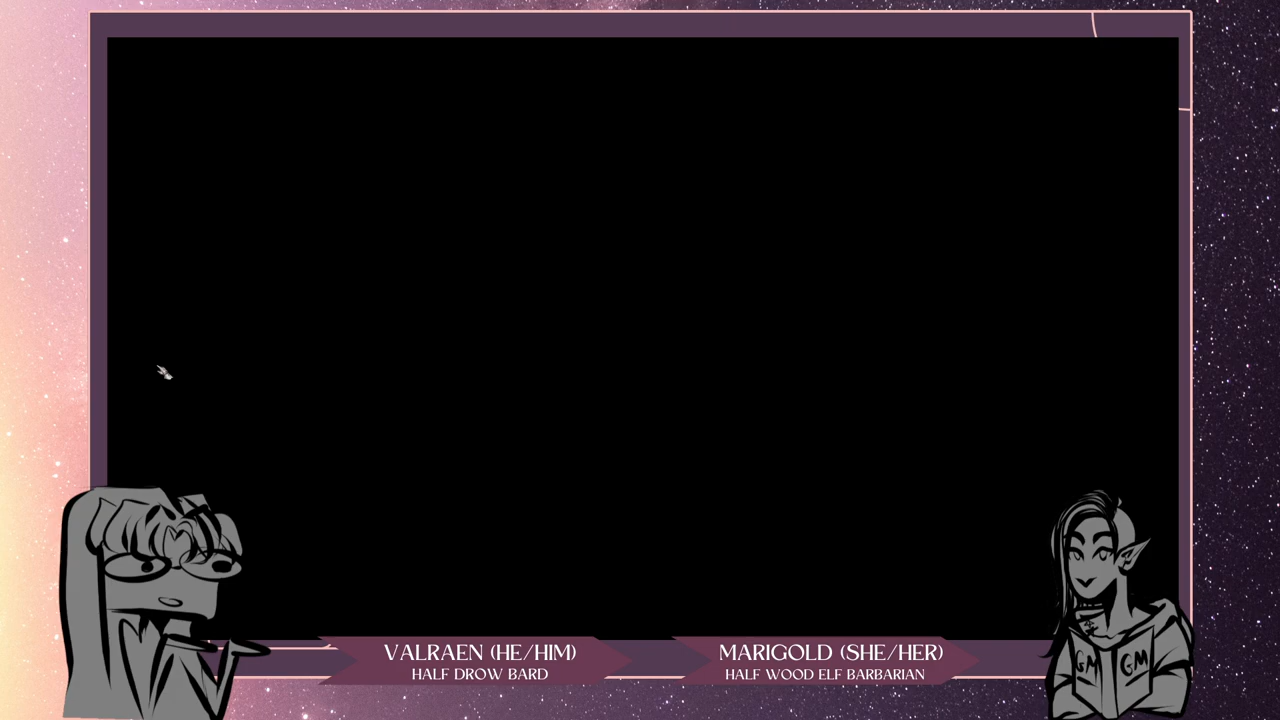 VALRAEN (HE/HIM)
HALF DROW BARD
MARIGOLD (SHE/HER)
HALF WOOD ELF BARBARIAN
GM GM